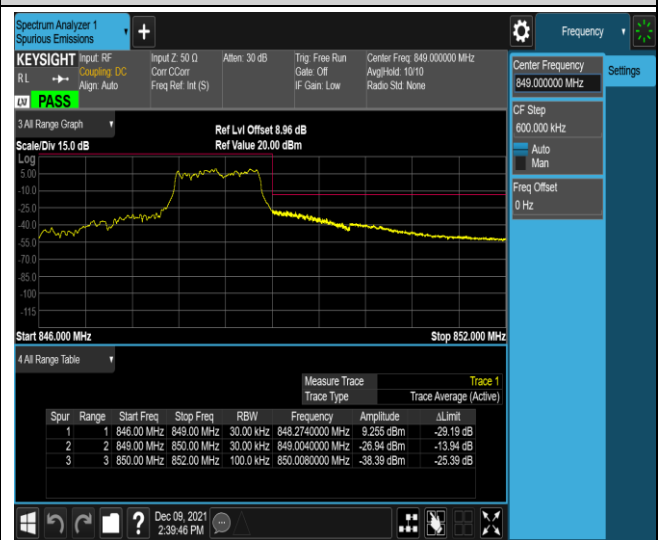 Spectrum Analyzer 1
Spurious Emissions
Frequency
KEYSIGHT
RL
Input: RF
Coupling: DC
Align: Auto
Input Z: 50 Ω
Corr CCorr
Freq Ref: Int (S)
Atten: 30 dB
Trig: Free Run
Gate: Off
IF Gain: Low
Center Freq: 849.000000 MHz
Avg|Hold: 10/10
Radio Std: None
LXI PASS
3 All Range Graph
Ref Lvl Offset 8.96 dB
Scale/Div 15.0 dB Ref Value 20.00 dBm
Log
5.00
-10.0
-25.0
-40.0
-55.0
-70.0
-85.0
-100
-115
Start 846.000 MHz Stop 852.000 MHz
4 All Range Table
Measure Trace Trace 1
Trace Type Trace Average (Active)
Spur Range Start Freq Stop Freq RBW Frequency Amplitude ΔLimit
1 1 846.00 MHz 849.00 MHz 30.00 kHz 848.2740000 MHz 9.255 dBm -29.19 dB
2 2 849.00 MHz 850.00 MHz 30.00 kHz 849.0040000 MHz -26.94 dBm -13.94 dB
3 3 850.00 MHz 852.00 MHz 100.0 kHz 850.0080000 MHz -38.39 dBm -25.39 dB
Center Frequency
849.000000 MHz
Settings
CF Step
600.000 kHz
Auto
Man
Freq Offset
0 Hz
Dec 09, 2021
2:39:46 PM